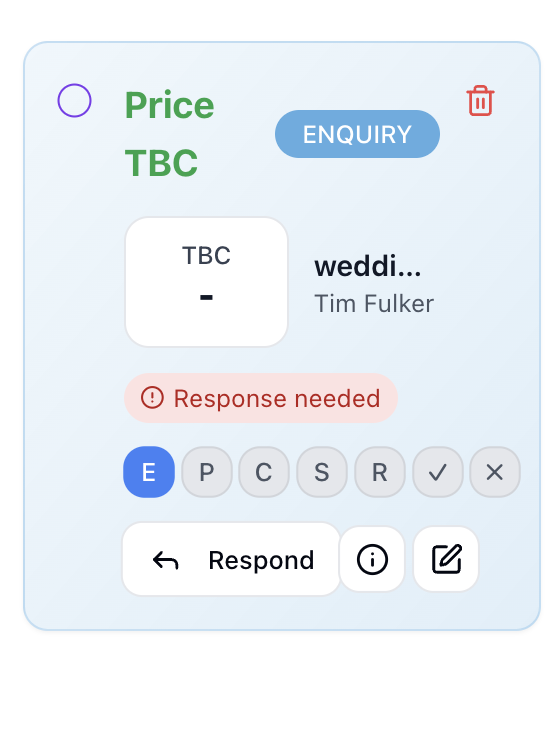 Price
TBC
ENQUIRY
TBC
-
weddi...
Tim Fulker
Response needed
E P C S R
Respond